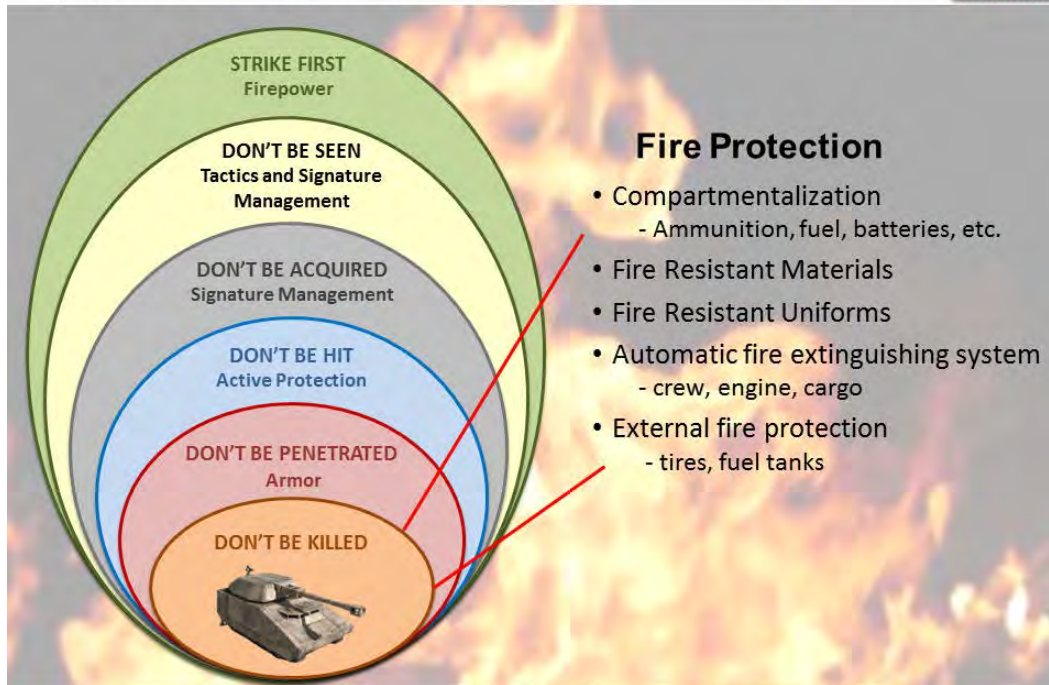 STRIKE FIRST
Firepower
DON'T BE SEEN
Tactics and Signature
Management
DON'T BE ACQUIRED
Signature Management
DON'T BE HIT
Active Protection
DON'T BE PENETRATED
Armor
DON'T BE KILLED
Fire Protection
• Compartmentalization
- Ammunition, fuel, batteries, etc.
• Fire Resistant Materials
• Fire Resistant Uniforms
• Automatic fire extinguishing system
- crew, engine, cargo
• External fire protection
- tires, fuel tanks